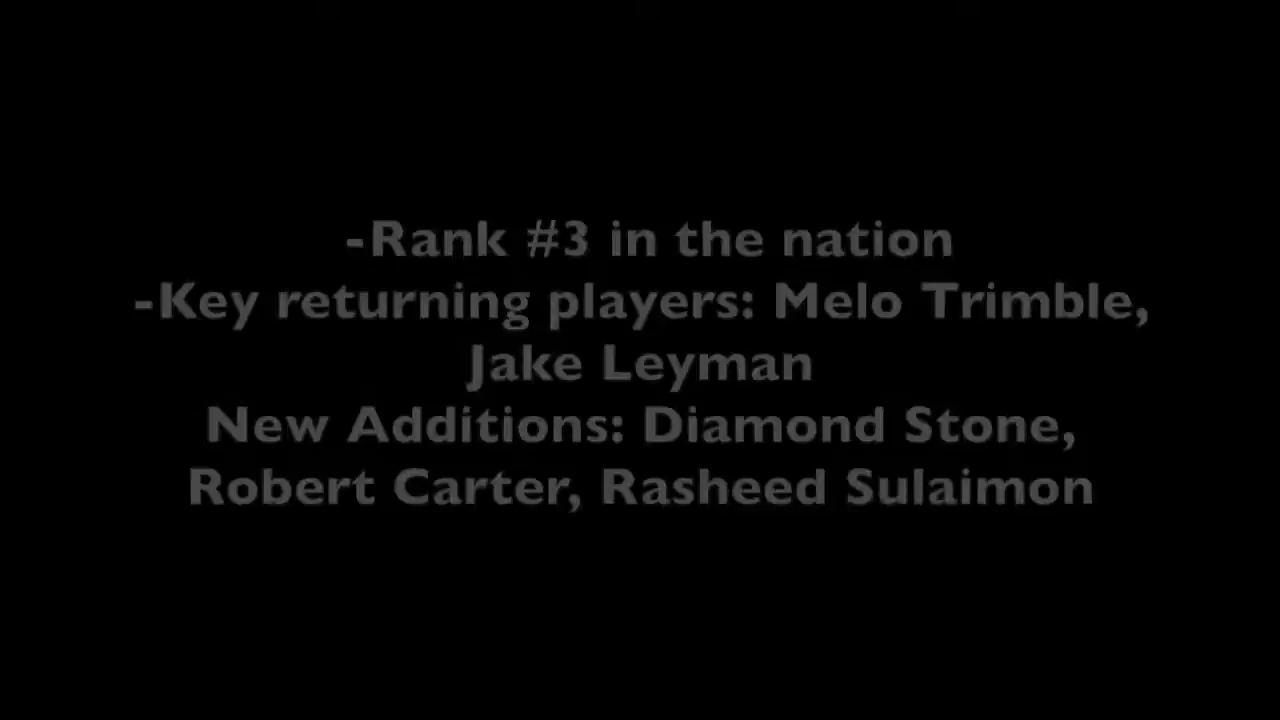 -Rank #3 in the nation
-Key returning players: Melo Trimble,
Jake Leyman
New Additions: Diamond Stone,
Robert Carter, Rasheed Sulaimon